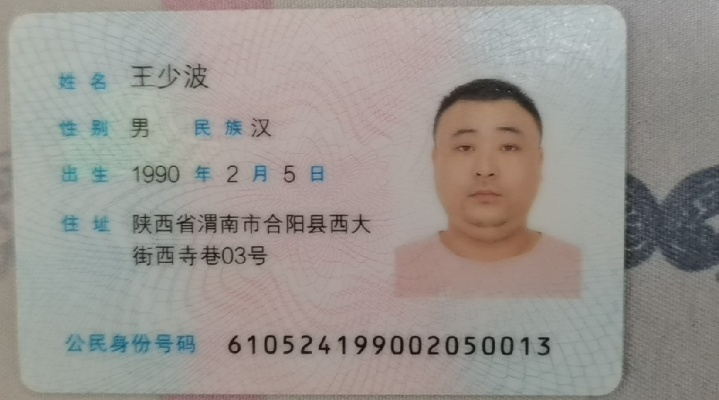 姓名 王少波
性别 男 民族 汉
出生 1990 年 2 月 5 日
住址 陕西省渭南市合阳县西大
街西寺巷03号
公民身份号码 610524199002050013